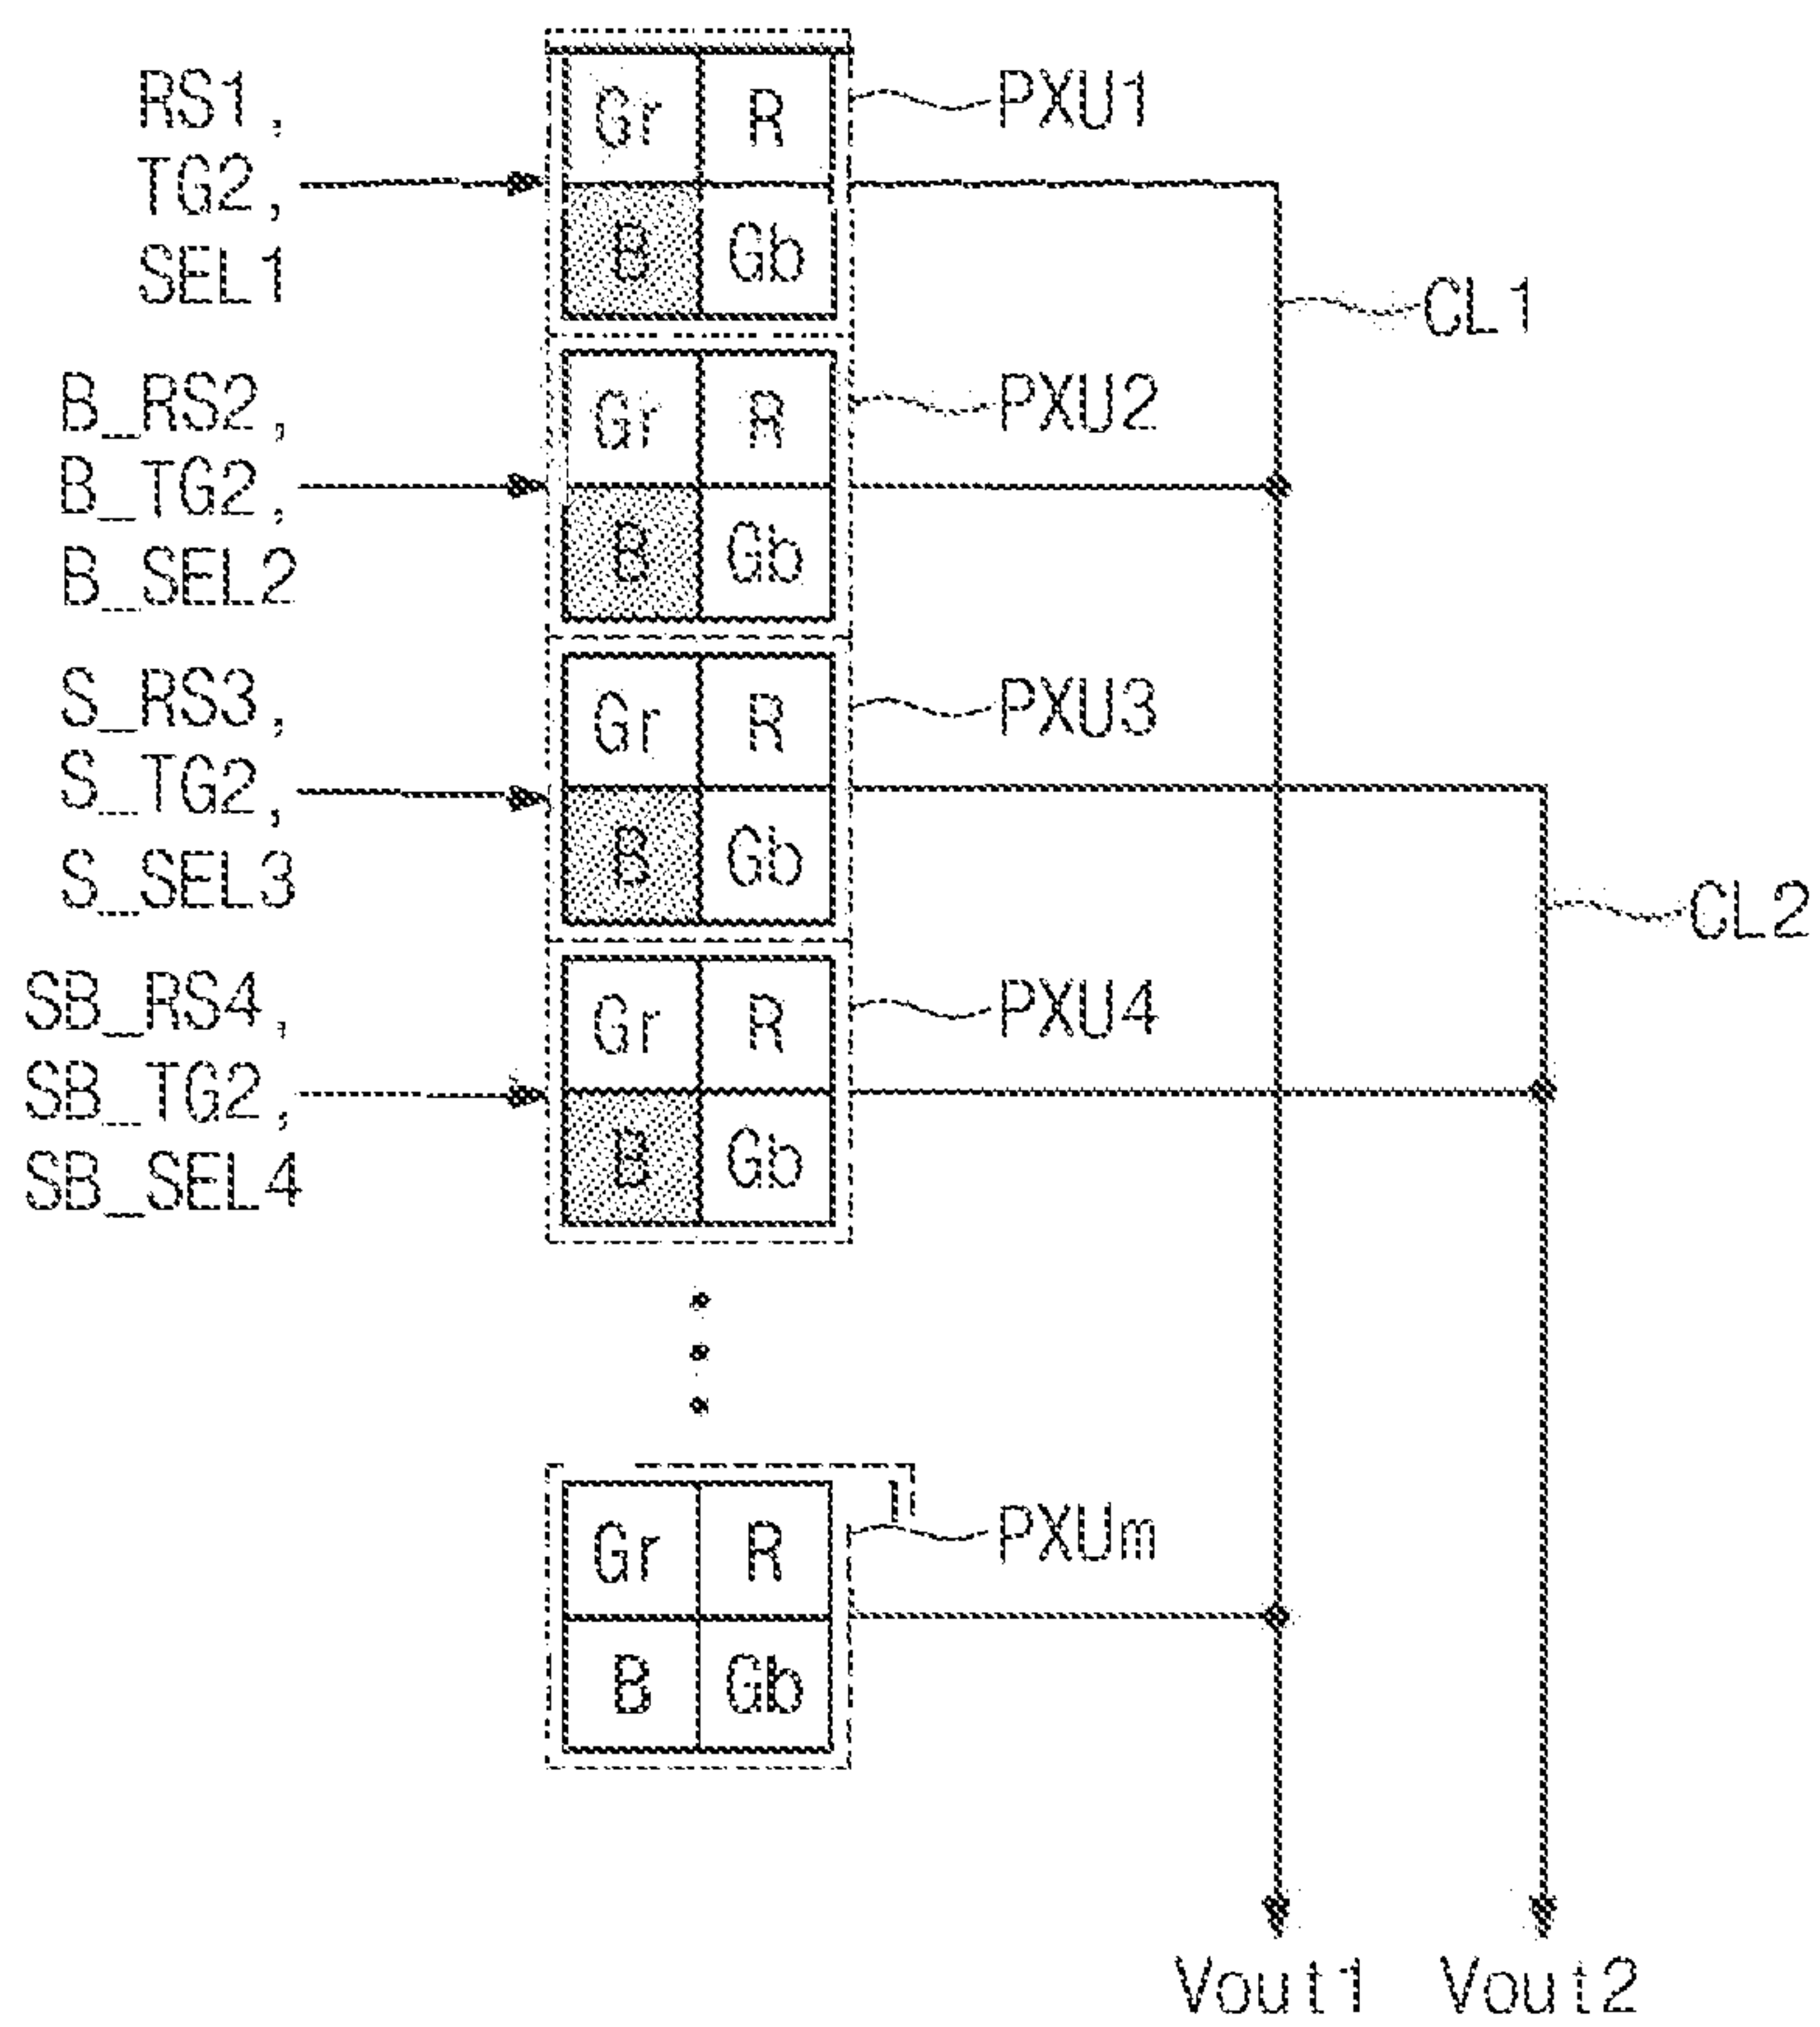 RS1,
TG2,
SEL1
Gr R
B Gb
PXU1
CL1
B_RS2,
B_TG2,
B_SEL2
Gr R
B Gb
PXU2
S_RS3,
S_TG2,
S_SEL3
Gr R
B Gb
PXU3
CL2
SB_RS4,
SB_TG2,
SB_SEL4
Gr R
B Gb
PXU4
Gr R
B Gb
PXUm
Vout1 Vout2